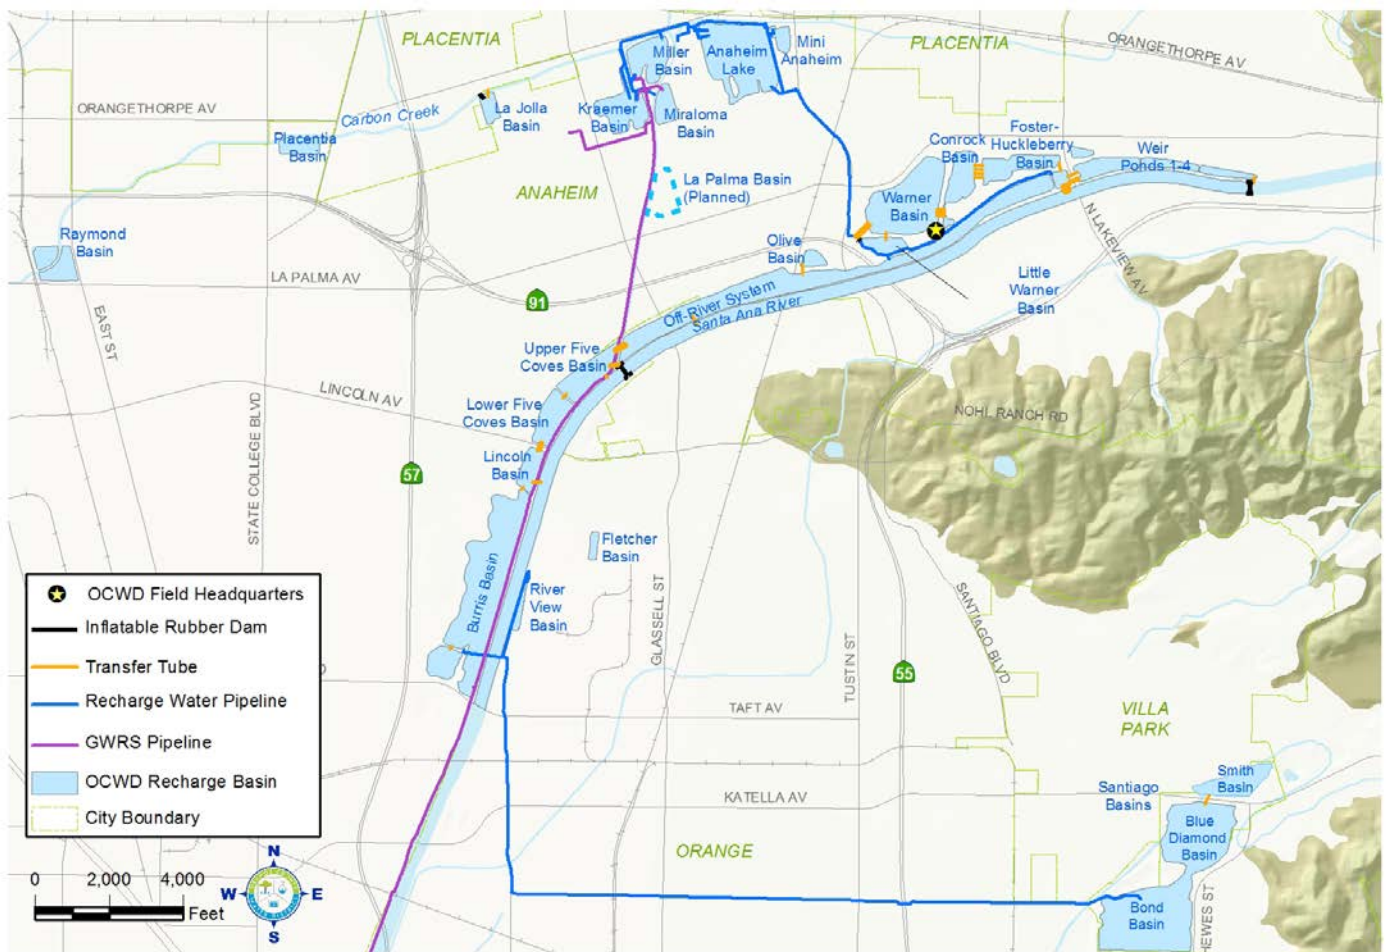 PLACENTIA
PLACENTIA
ORANGETHORPE AV
Miller
Basin
Anaheim
Lake
Mini
Anaheim
ORANGETHORPE AV
Carbon Creek
La Jolla
Basin
Kraemer
Basin
Miraloma
Basin
Placentia
Basin
Conrock
Basin
Foster-
Huckleberry
Basin
Weir
Ponds 1-4
ANAHEIM
La Palma Basin
(Planned)
Warner
Basin
N LAKEVIEW AV
Raymond
Basin
Olive
Basin
LA PALMA AV
Little
Warner
Basin
91
Off-River System
Santa Ana River
EAST ST
Upper Five
Coves Basin
LINCOLN AV
Lower Five
Coves Basin
NOHL RANCH RD
STATE COLLEGE BLVD
57
Lincoln
Basin
Fletcher
Basin
Burris Basin
River
View
Basin
GLASSELL ST
TUSTIN ST
SANTIAGO BLVD
55
TAFT AV
VILLA
PARK
KATELLA AV
Santiago
Basins
Smith
Basin
Blue
Diamond
Basin
ORANGE
Bond
Basin
HEWES ST
OCWD Field Headquarters
Inflatable Rubber Dam
Transfer Tube
Recharge Water Pipeline
GWRS Pipeline
OCWD Recharge Basin
City Boundary
0 2,000 4,000
Feet
N
W E
S